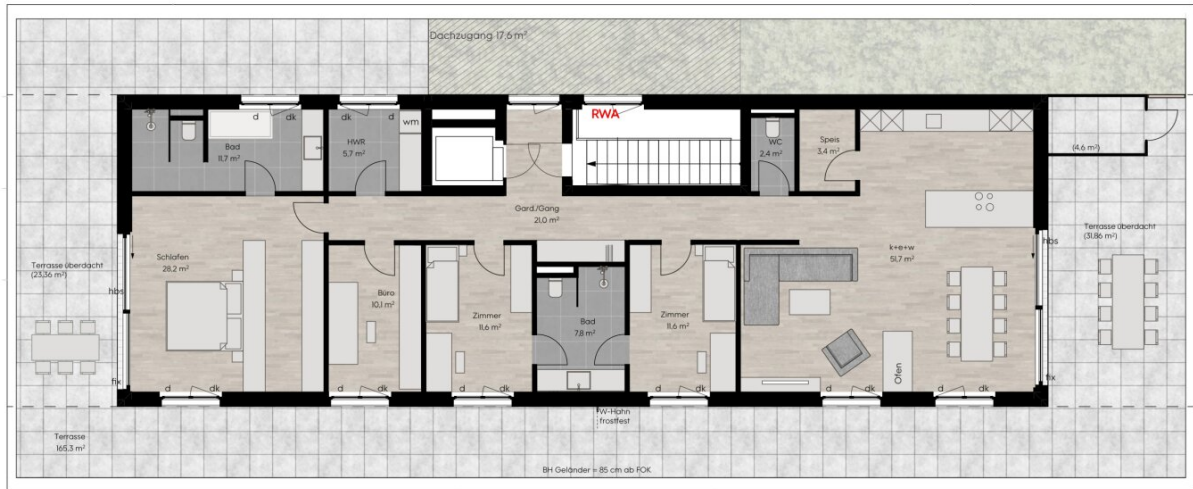 Dachzugang 17,6 m²
RWA
d
dk
dk
d
wm
Bad
11,7 m²
HWR
5,7 m²
WC
2,4 m²
Speis
3,4 m²
(4,6 m²)
Gard./Gang
21,0 m²
Terrasse überdacht
(23,36 m²)
Schlafen
28,2 m²
k+e+w
51,7 m²
hbs
Terrasse überdacht
(31,86 m²)
hbs
Büro
10,1 m²
Zimmer
11,6 m²
Bad
7,8 m²
Zimmer
11,6 m²
Ofen
fix
d
dk
d
dk
d
dk
d
dk
d
dk
d
dk
fix
W-Hahn
frostfest
Terrasse
165,3 m²
BH Geländer = 85 cm ab FOK